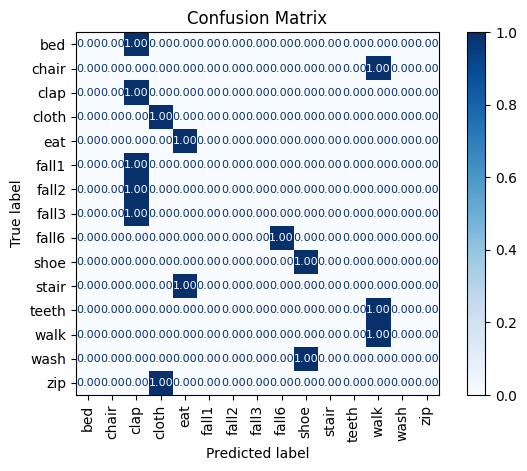 Confusion Matrix
True label
bed 0.00 0.00 1.00 0.00 0.00 0.00 0.00 0.00 0.00 0.00 0.00 0.00 0.00 0.00 0.00
chair 0.00 0.00 0.00 0.00 0.00 0.00 0.00 0.00 0.00 0.00 0.00 0.00 1.00 0.00 0.00
clap 0.00 0.00 1.00 0.00 0.00 0.00 0.00 0.00 0.00 0.00 0.00 0.00 0.00 0.00 0.00
cloth 0.00 0.00 0.00 1.00 0.00 0.00 0.00 0.00 0.00 0.00 0.00 0.00 0.00 0.00 0.00
eat 0.00 0.00 0.00 0.00 1.00 0.00 0.00 0.00 0.00 0.00 0.00 0.00 0.00 0.00 0.00
fall1 0.00 0.00 1.00 0.00 0.00 0.00 0.00 0.00 0.00 0.00 0.00 0.00 0.00 0.00 0.00
fall2 0.00 0.00 1.00 0.00 0.00 0.00 0.00 0.00 0.00 0.00 0.00 0.00 0.00 0.00 0.00
fall3 0.00 0.00 1.00 0.00 0.00 0.00 0.00 0.00 0.00 0.00 0.00 0.00 0.00 0.00 0.00
fall6 0.00 0.00 0.00 0.00 0.00 0.00 0.00 0.00 1.00 0.00 0.00 0.00 0.00 0.00 0.00
shoe 0.00 0.00 0.00 0.00 0.00 0.00 0.00 0.00 0.00 1.00 0.00 0.00 0.00 0.00 0.00
stair 0.00 0.00 0.00 0.00 1.00 0.00 0.00 0.00 0.00 0.00 0.00 0.00 0.00 0.00 0.00
teeth 0.00 0.00 0.00 0.00 0.00 0.00 0.00 0.00 0.00 0.00 0.00 0.00 1.00 0.00 0.00
walk 0.00 0.00 0.00 0.00 0.00 0.00 0.00 0.00 0.00 0.00 0.00 0.00 1.00 0.00 0.00
wash 0.00 0.00 0.00 0.00 0.00 0.00 0.00 0.00 0.00 1.00 0.00 0.00 0.00 0.00 0.00
zip 0.00 0.00 0.00 1.00 0.00 0.00 0.00 0.00 0.00 0.00 0.00 0.00 0.00 0.00 0.00
bed chair clap cloth eat fall1 fall2 fall3 fall6 shoe stair teeth walk wash zip
Predicted label
1.0
0.8
0.6
0.4
0.2
0.0